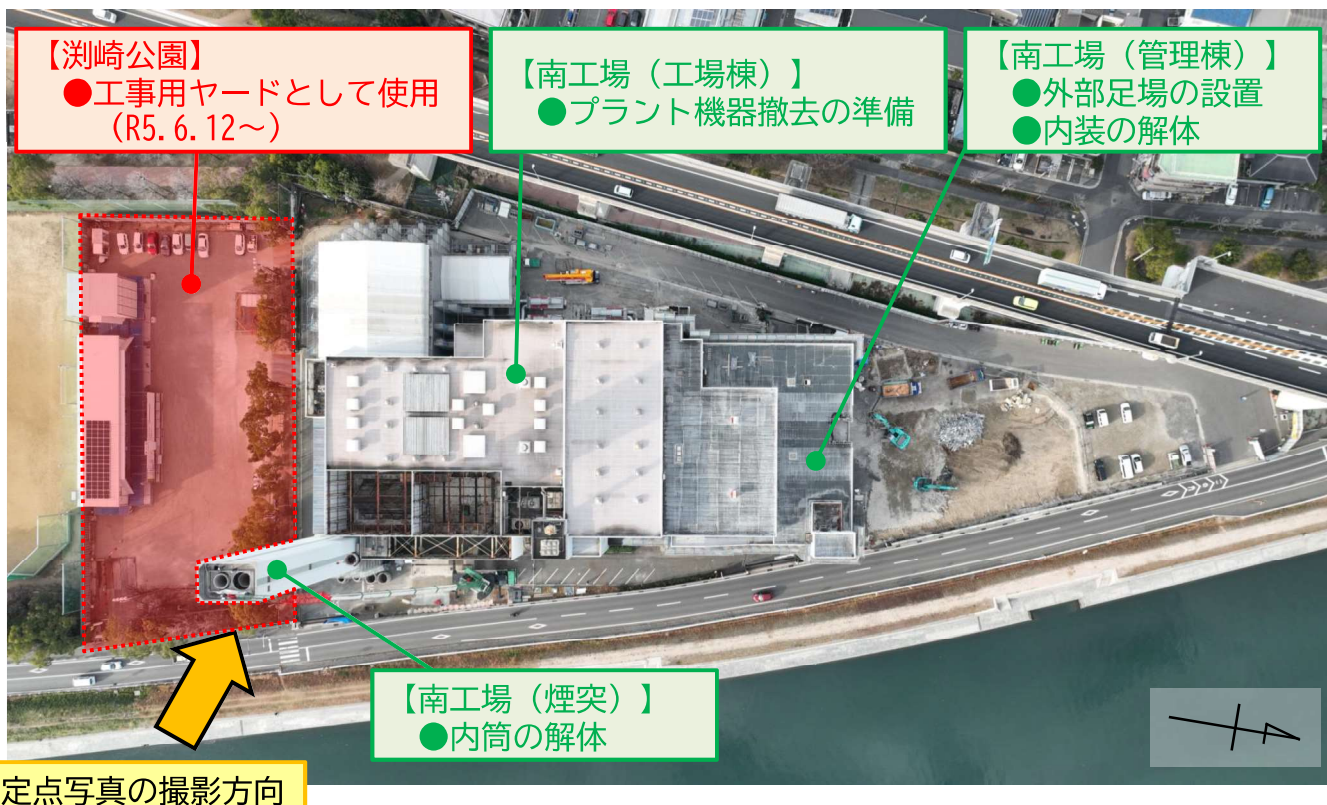 【渕崎公園】
●工事用ヤードとして使用
（R5.6.12～）
【南工場（工場棟）】
●プラント機器撤去の準備
【南工場（管理棟）】
●外部足場の設置
●内装の解体
【南工場（煙突）】
●内筒の解体
定点写真の撮影方向